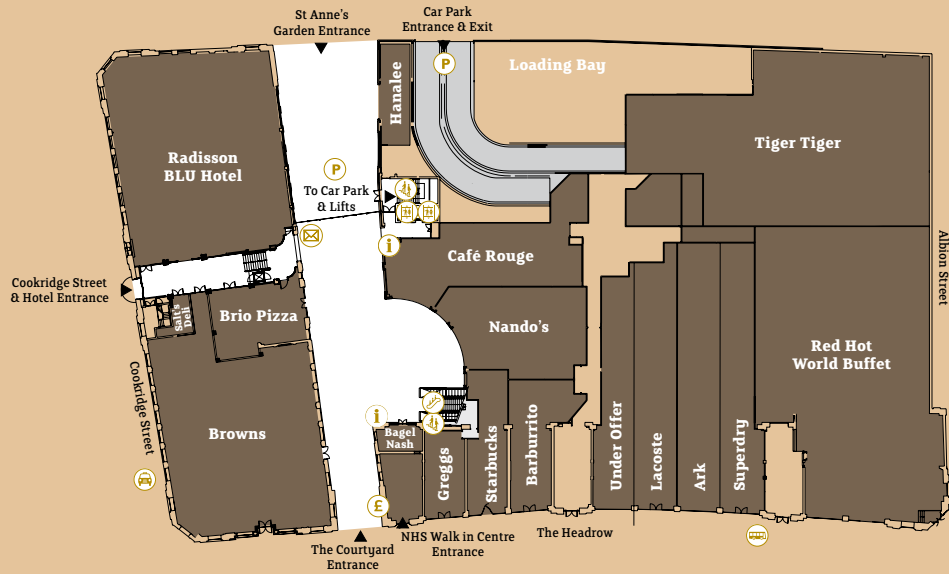 St Anne's
Garden Entrance
Car Park
Entrance & Exit
P
Loading Bay
Hanalee
Tiger Tiger
Radisson
BLU Hotel
P
To Car Park
& Lifts
i
Café Rouge
Albion Street
Cookridge Street
& Hotel Entrance
Salt's
Deli
Brio Pizza
Nando's
Red Hot
World Buffet
Cookridge Street
Browns
i
Bagel
Nash
Greggs
Starbucks
Barburrito
Under Offer
Lacoste
Ark
Superdry
£
The Courtyard
Entrance
NHS Walk in Centre
Entrance
The Headrow